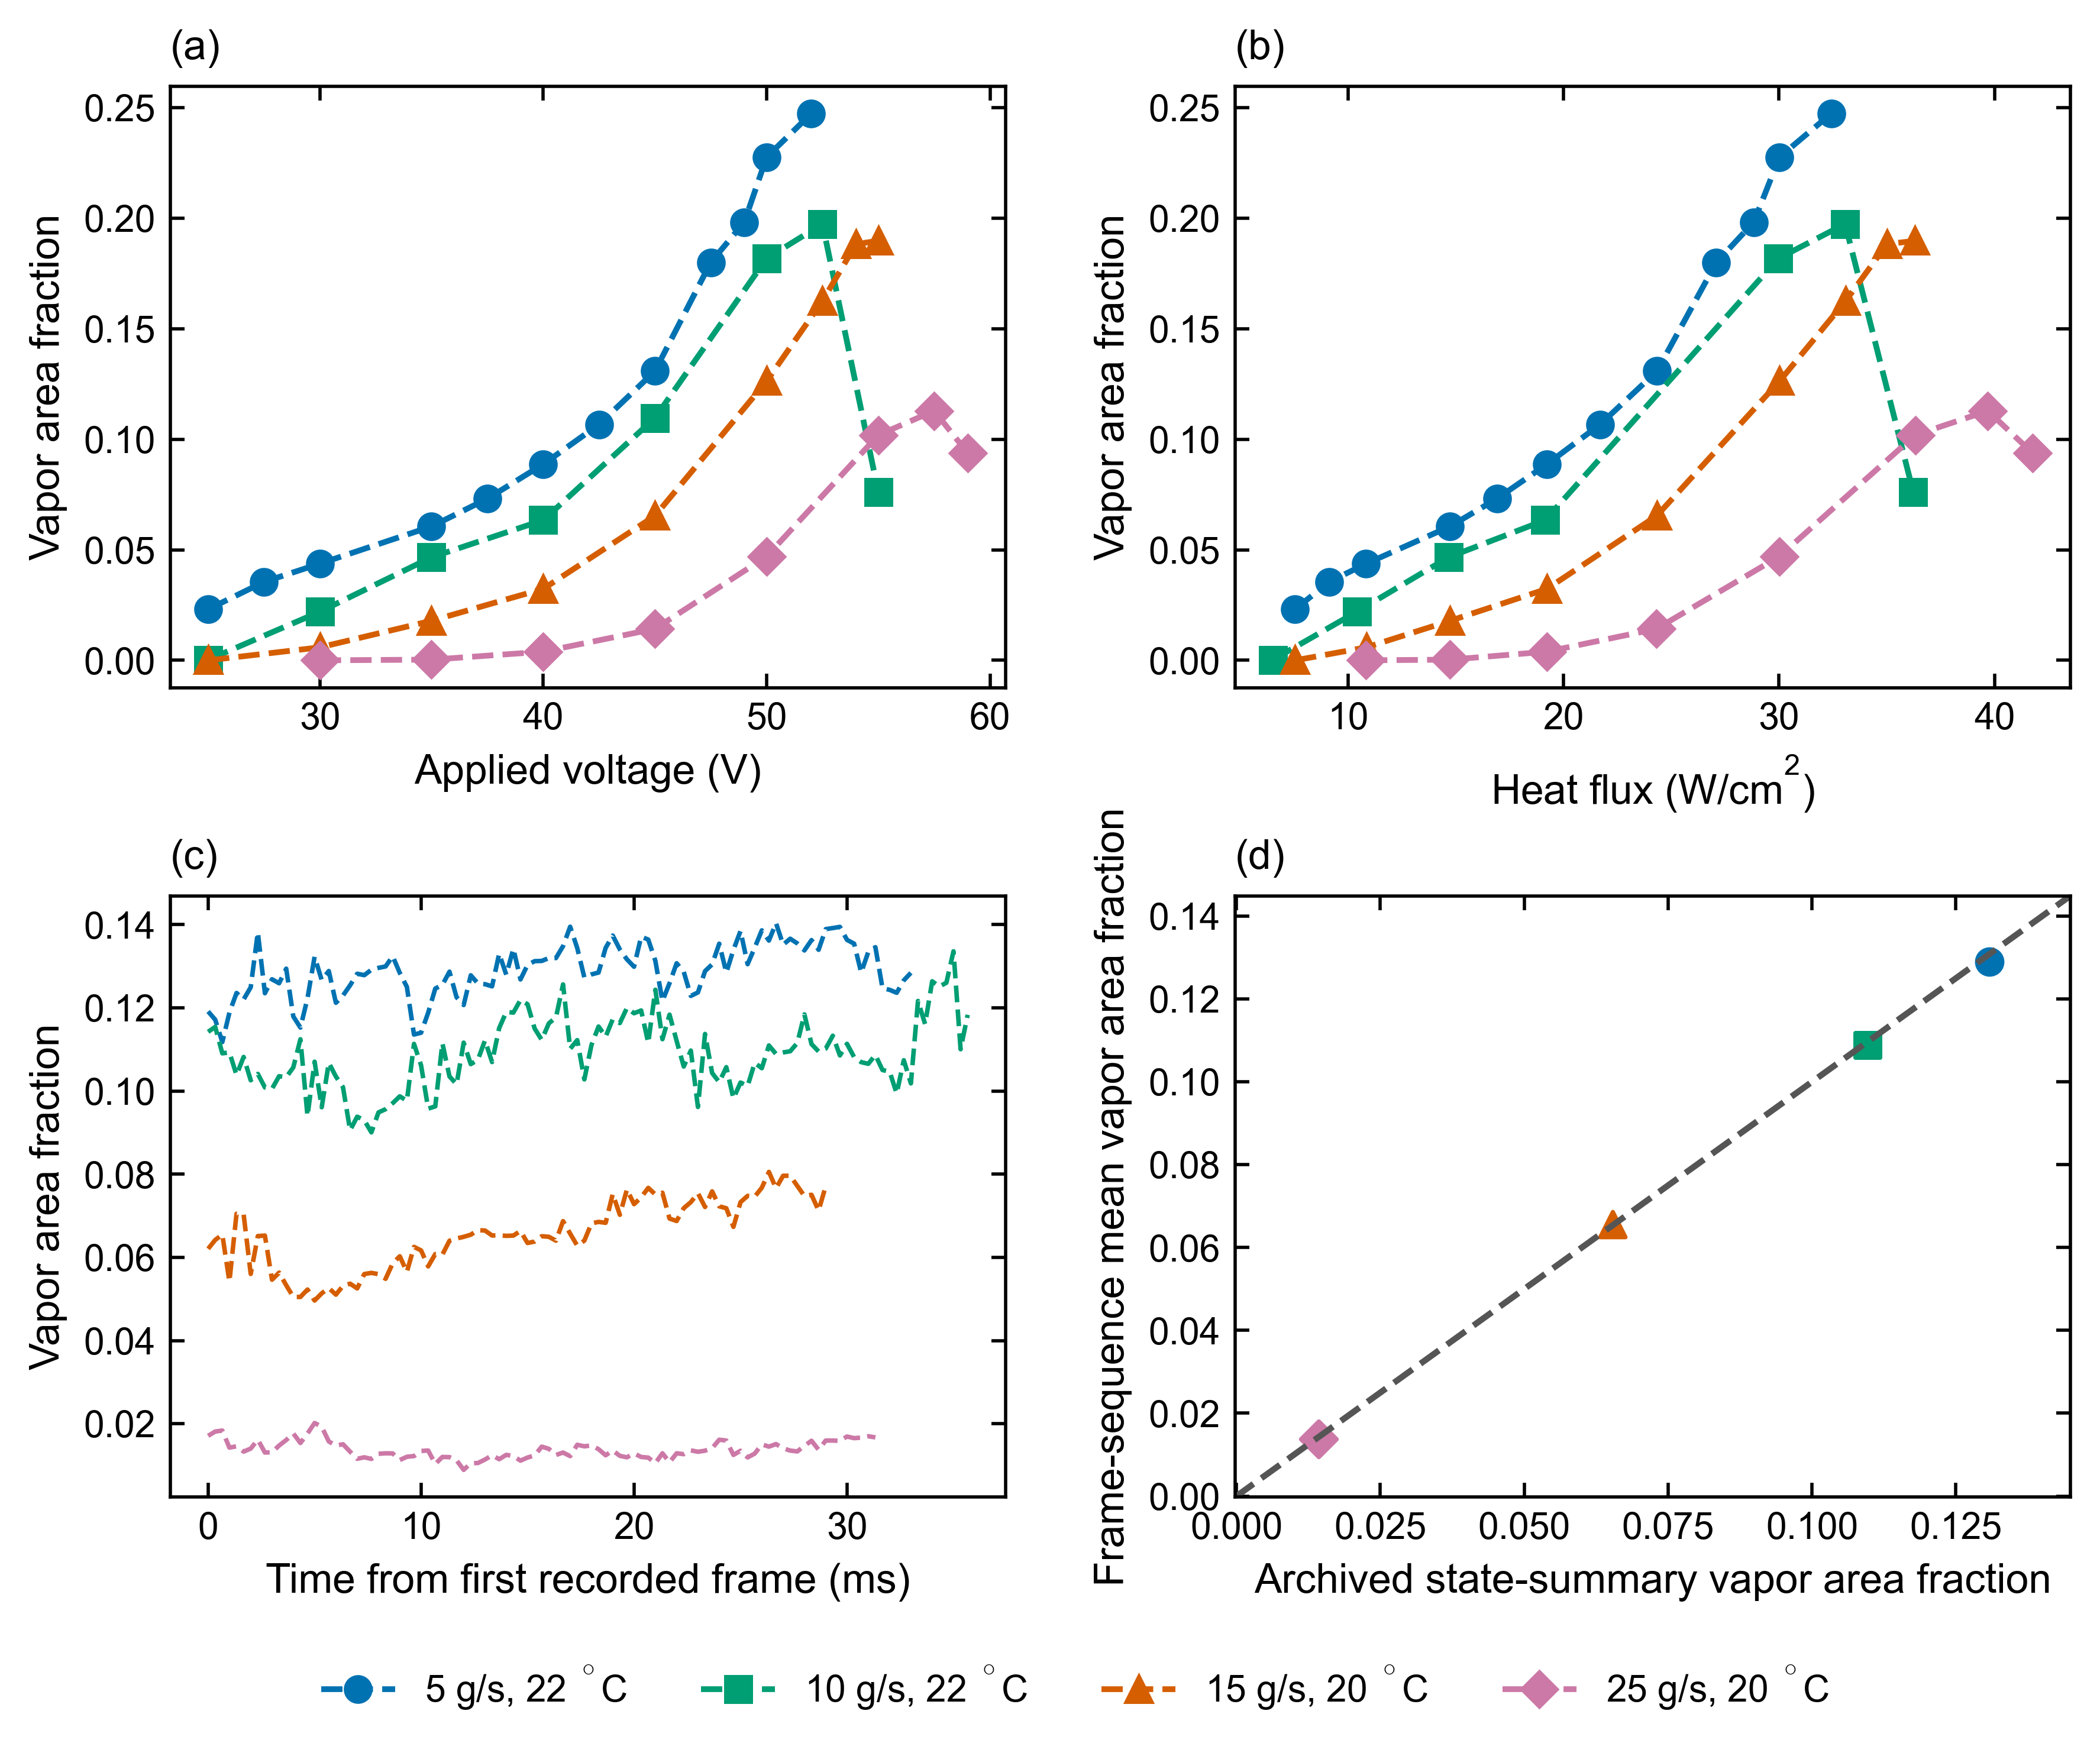 (a)
0.25
0.20
0.15
0.10
0.05
0.00
Vapor area fraction
30 40 50 60
Applied voltage (V)
(b)
0.25
0.20
0.15
0.10
0.05
0.00
Vapor area fraction
10 20 30 40
Heat flux (W/cm²)
(c)
0.14
0.12
0.10
0.08
0.06
0.04
0.02
Vapor area fraction
0 10 20 30
Time from first recorded frame (ms)
(d)
0.14
0.12
0.10
0.08
0.06
0.04
0.02
0.00
Frame-sequence mean vapor area fraction
0.000 0.025 0.050 0.075 0.100 0.125
Archived state-summary vapor area fraction
5 g/s, 22 °C 10 g/s, 22 °C 15 g/s, 20 °C 25 g/s, 20 °C